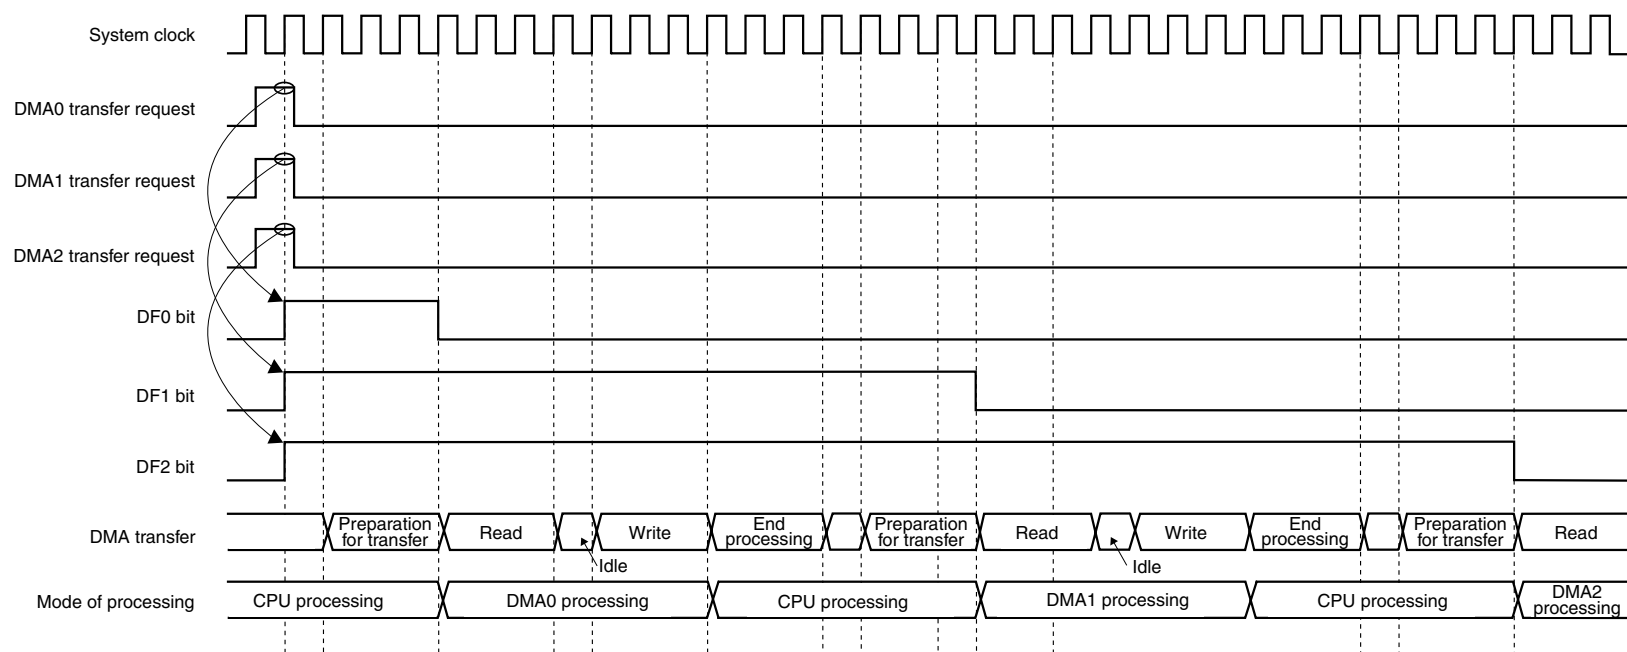 System clock
DMA0 transfer request
DMA1 transfer request
DMA2 transfer request
DF0 bit
DF1 bit
DF2 bit
DMA transfer
Preparation
for transfer
Read
Write
End
processing
Preparation
for transfer
Read
Write
End
processing
Preparation
for transfer
Read
Idle
Idle
Mode of processing
CPU processing
DMA0 processing
CPU processing
DMA1 processing
CPU processing
DMA2
processing